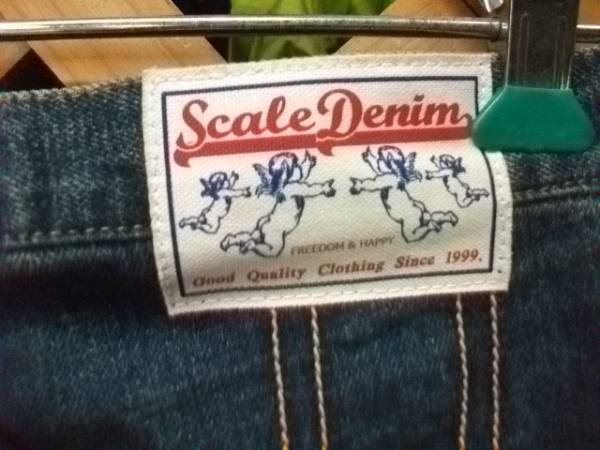 Scale Denim
FREEDOM & HAPPY
Good Quality Clothing Since 1999.